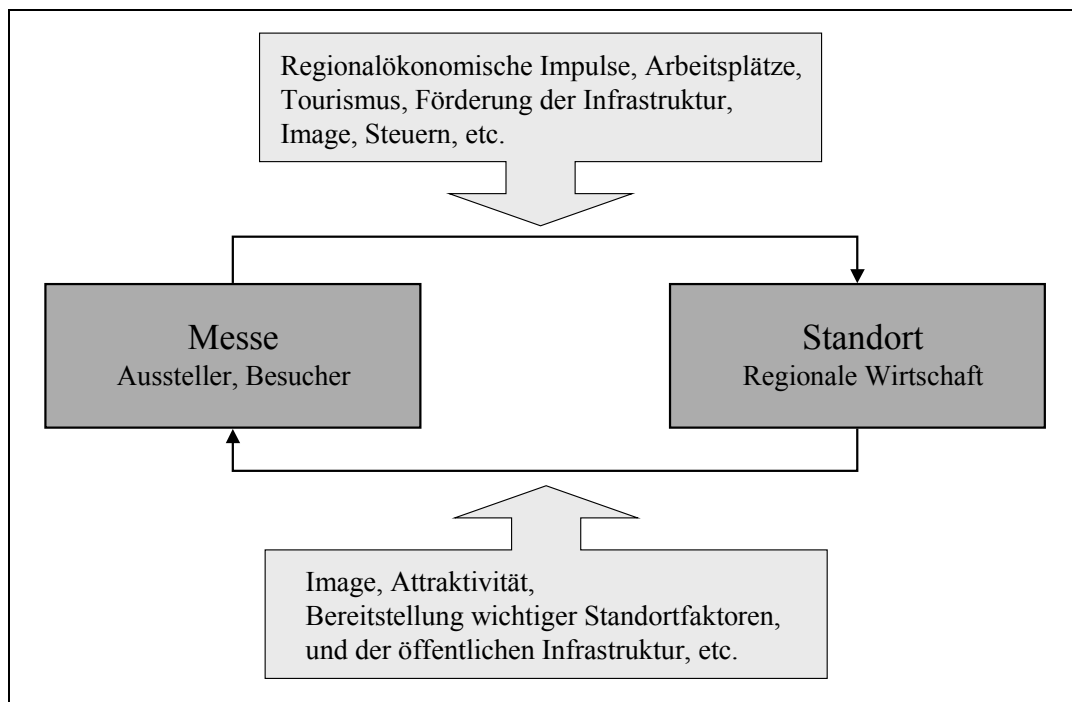 Regionalökonomische Impulse, Arbeitsplätze,
Tourismus, Förderung der Infrastruktur,
Image, Steuern, etc.
Messe
Aussteller, Besucher
Standort
Regionale Wirtschaft
Image, Attraktivität,
Bereitstellung wichtiger Standortfaktoren,
und der öffentlichen Infrastruktur, etc.